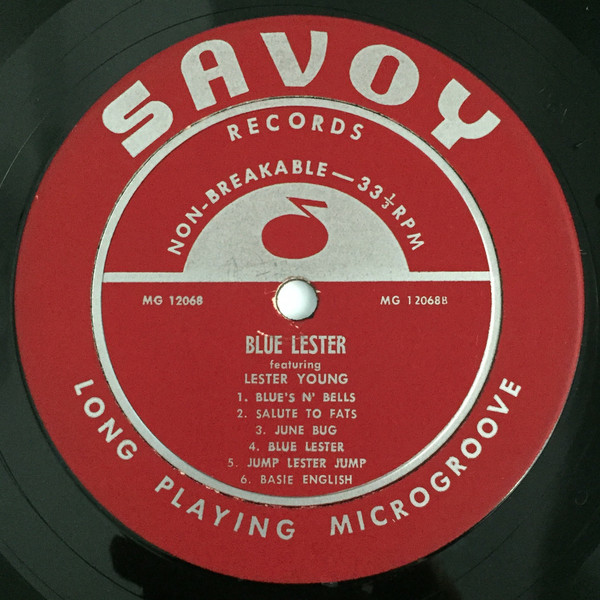 SAVOY
RECORDS
NON-BREAKABLE — 33⅓ RPM
MG 12068
MG 12068B
BLUE LESTER
featuring
LESTER YOUNG
1. BLUE'S N' BELLS
2. SALUTE TO FATS
3. JUNE BUG
4. BLUE LESTER
5. JUMP LESTER JUMP
6. BASIE ENGLISH
LONG PLAYING MICROGROOVE